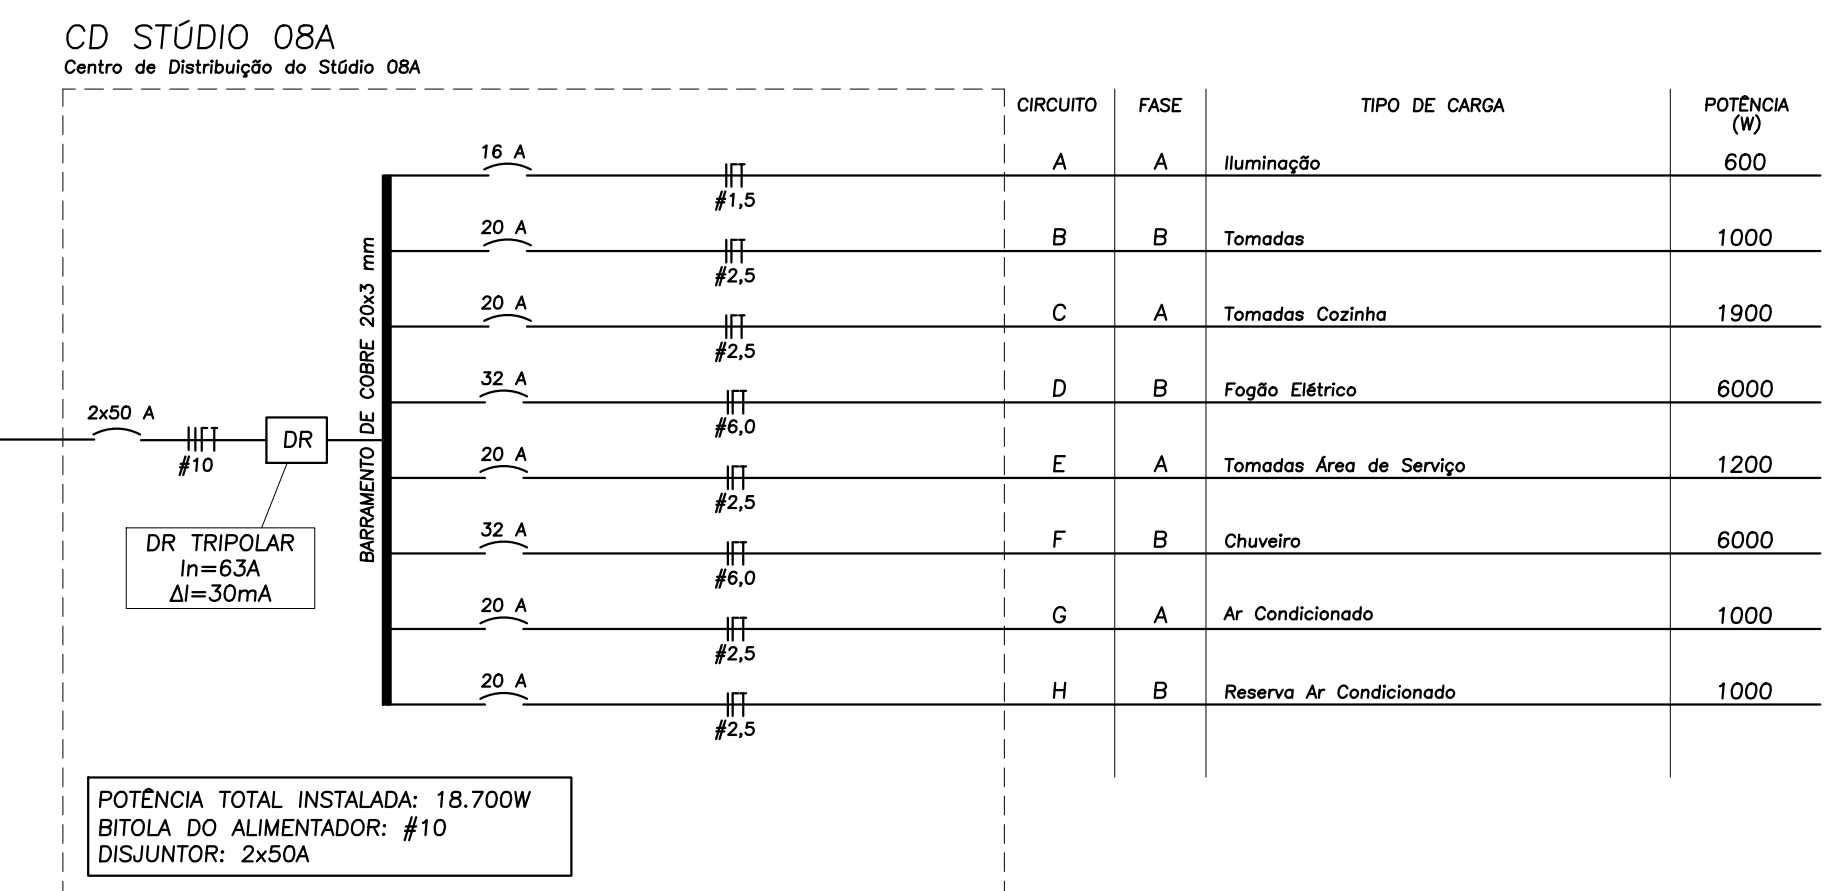 CD STÚDIO 08A
Centro de Distribuição do Stúdio 08A
CIRCUITO FASE TIPO DE CARGA POTÊNCIA
(W)
16 A
#1,5
A A Iluminação 600
20 A
#2,5
B B Tomadas 1000
20 A
#2,5
C A Tomadas Cozinha 1900
32 A
#6,0
D B Fogão Elétrico 6000
20 A
#2,5
E A Tomadas Área de Serviço 1200
32 A
#6,0
F B Chuveiro 6000
20 A
#2,5
G A Ar Condicionado 1000
20 A
#2,5
H B Reserva Ar Condicionado 1000
BARRAMENTO DE COBRE 20x3 mm
2x50 A
#10
DR
DR TRIPOLAR
In=63A
ΔI=30mA
POTÊNCIA TOTAL INSTALADA: 18.700W
BITOLA DO ALIMENTADOR: #10
DISJUNTOR: 2x50A